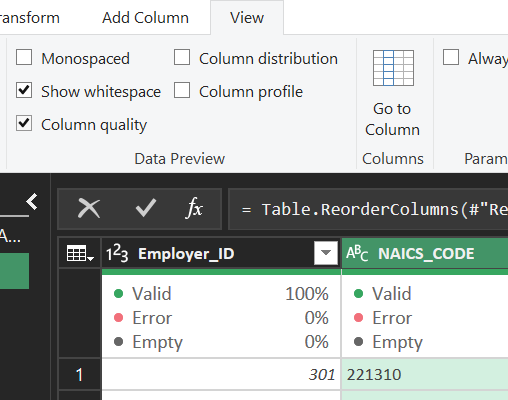 ransform Add Column View
Monospaced Column distribution Alway
Show whitespace Column profile Go to
Column quality Column
Data Preview Columns Param
A...
fx = Table.ReorderColumns(#"Re
123 Employer_ID ABC NAICS_CODE
Valid 100% Valid
Error 0% Error
Empty 0% Empty
1 301 221310